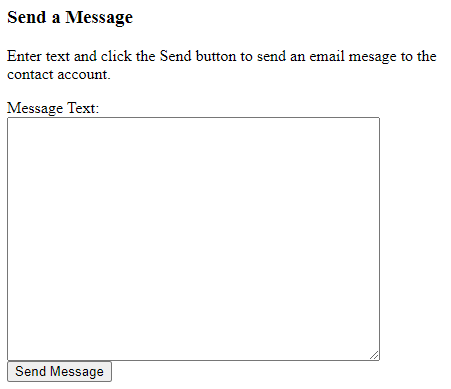 Send a Message
Enter text and click the Send button to send an email mesage to the
contact account.
Message Text:
Send Message